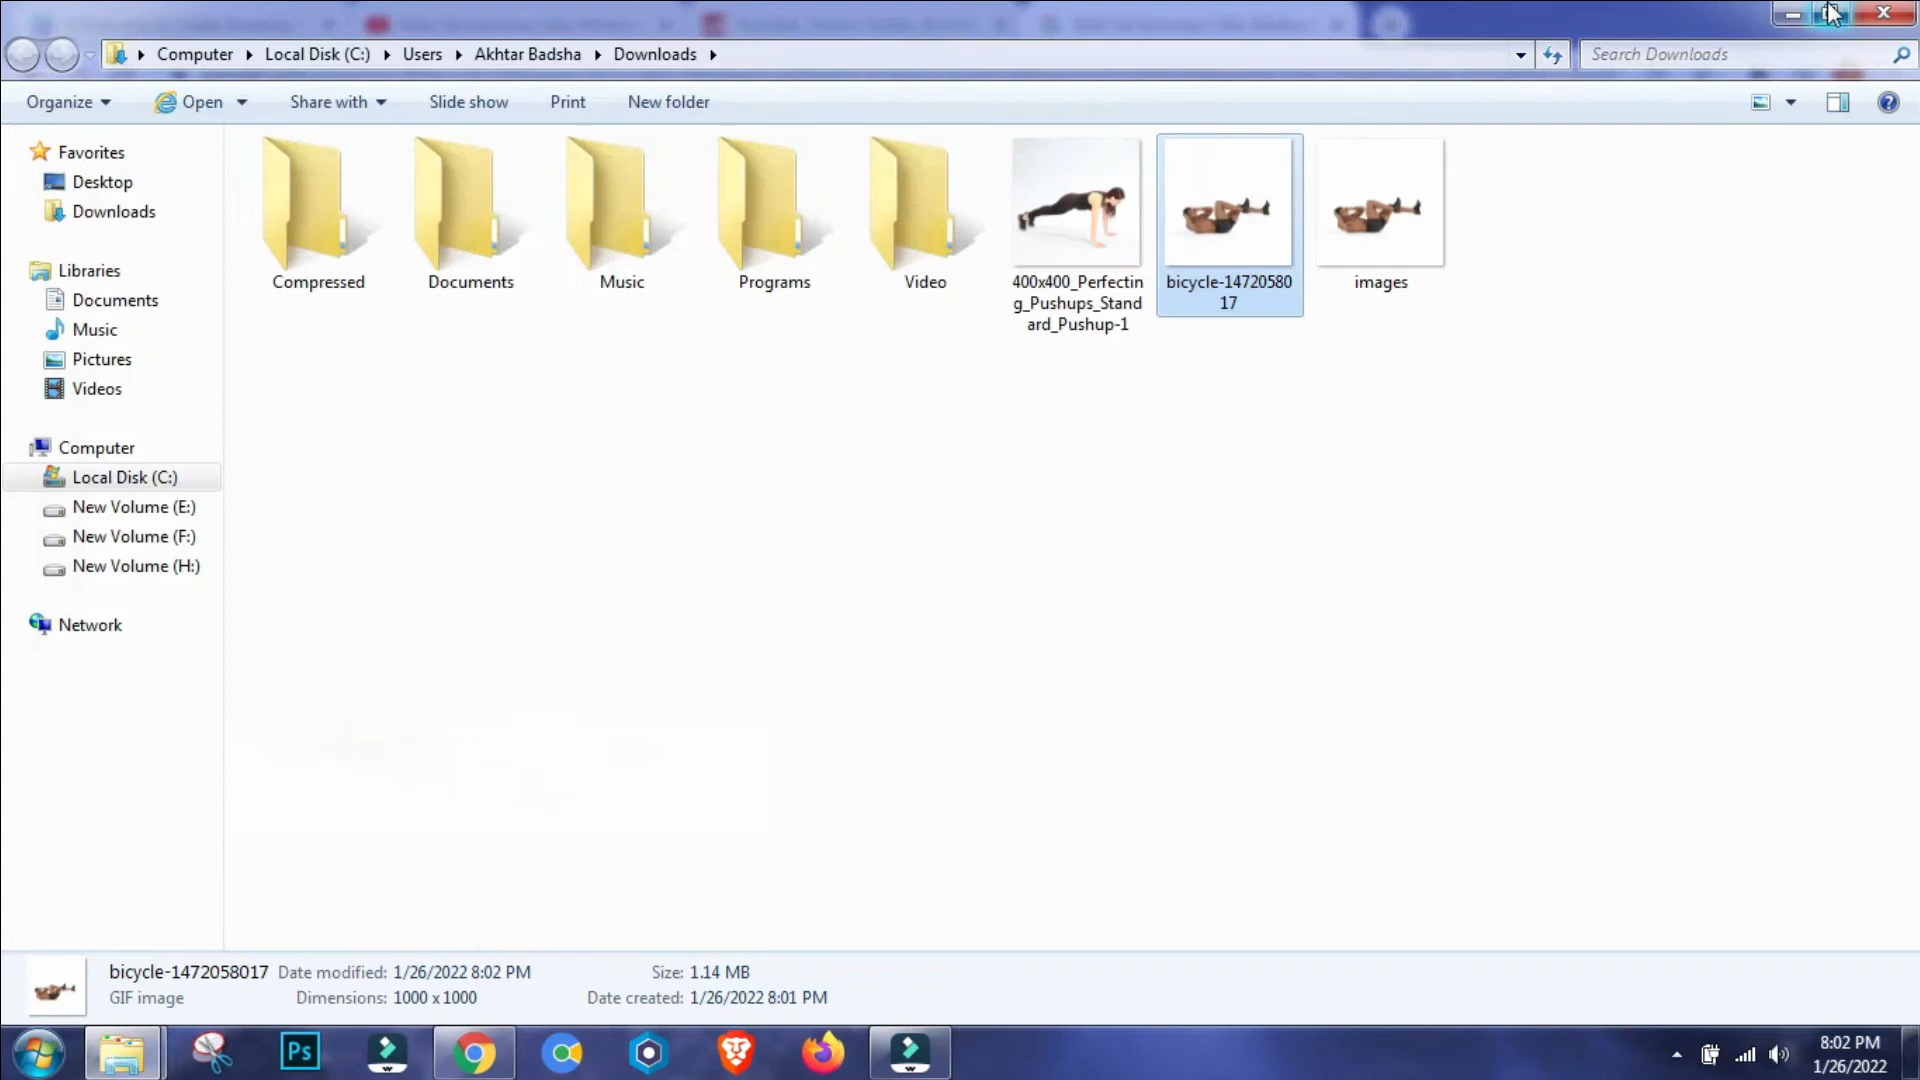 Computer Local Disk (C:) Users Akhtar Badsha Downloads
Search Downloads
Organize Open Share with Slide show Print New folder
Favorites
Desktop
Downloads
Libraries
Documents
Music
Pictures
Videos
Computer
Local Disk (C:)
New Volume (E:)
New Volume (F:)
New Volume (H:)
Network
Compressed
Documents
Music
Programs
Video
400x400_Perfectin
g_Pushups_Stand
ard_Pushup-1
bicycle-14720580
17
images
bicycle-1472058017 Date modified: 1/26/2022 8:02 PM Size: 1.14 MB
GIF image Dimensions: 1000 x 1000 Date created: 1/26/2022 8:01 PM
Ps
8:02 PM
1/26/2022